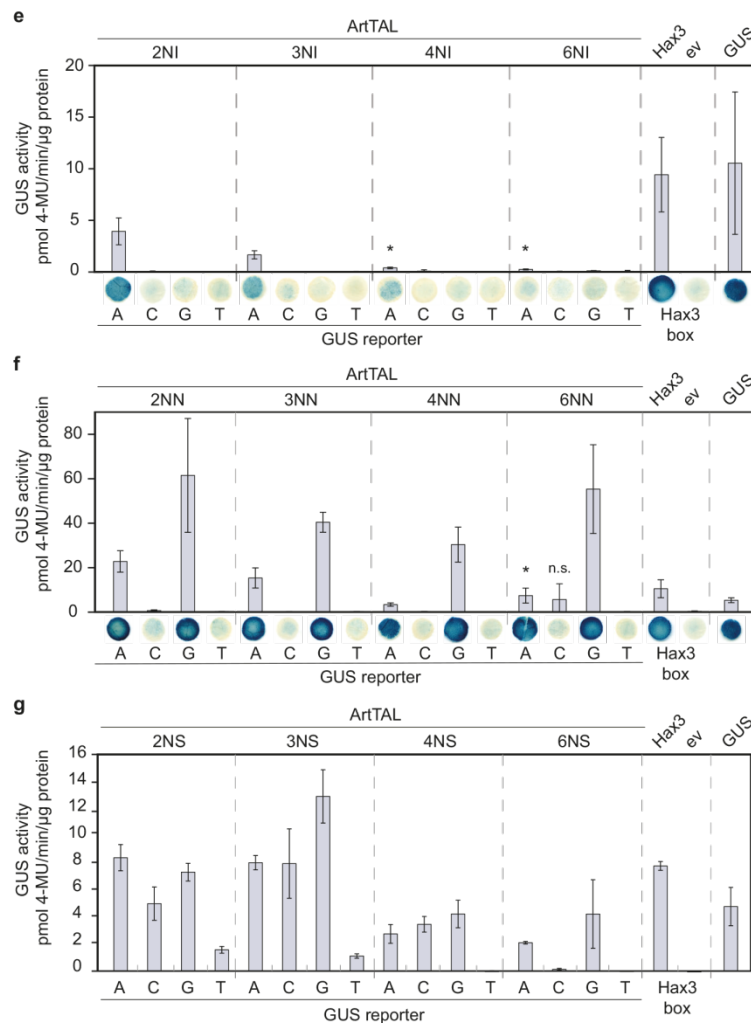 e
ArtTAL
2NI 3NI 4NI 6NI Hax3 ev GUS
GUS activity
pmol 4-MU/min/µg protein
20
15
10
5
0
* *
A C G T A C G T A C G T A C G T Hax3
box
GUS reporter
f
ArtTAL
2NN 3NN 4NN 6NN Hax3 ev GUS
GUS activity
pmol 4-MU/min/µg protein
80
60
40
20
0
* n.s.
A C G T A C G T A C G T A C G T Hax3
box
GUS reporter
g
ArtTAL
2NS 3NS 4NS 6NS Hax3 ev GUS
GUS activity
pmol 4-MU/min/µg protein
16
14
12
10
8
6
4
2
0
A C G T A C G T A C G T A C G T Hax3
box
GUS reporter